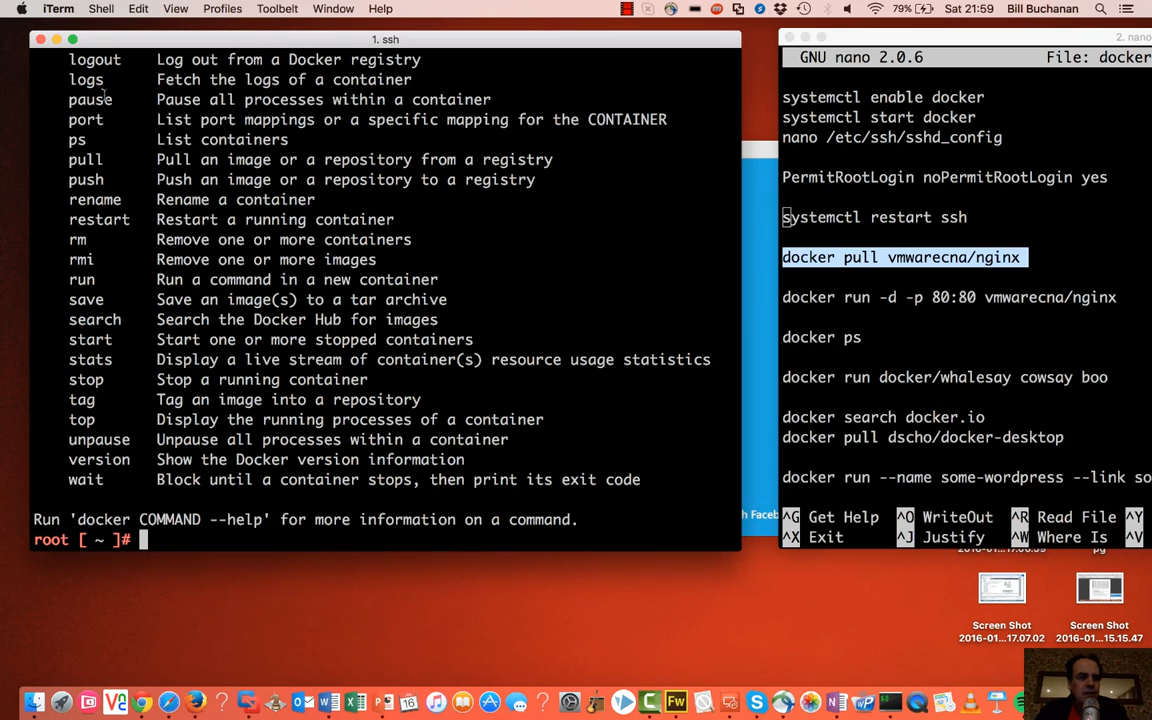 iTerm Shell Edit View Profiles Toolbelt Window Help 79% Sat 21:59 Bill Buchanan
1. ssh
logout Log out from a Docker registry
logs Fetch the logs of a container
pause Pause all processes within a container
port List port mappings or a specific mapping for the CONTAINER
ps List containers
pull Pull an image or a repository from a registry
push Push an image or a repository to a registry
rename Rename a container
restart Restart a running container
rm Remove one or more containers
rmi Remove one or more images
run Run a command in a new container
save Save an image(s) to a tar archive
search Search the Docker Hub for images
start Start one or more stopped containers
stats Display a live stream of container(s) resource usage statistics
stop Stop a running container
tag Tag an image into a repository
top Display the running processes of a container
unpause Unpause all processes within a container
version Show the Docker version information
wait Block until a container stops, then print its exit code
Run 'docker COMMAND --help' for more information on a command.
root [ ~ ]#
2. nano
GNU nano 2.0.6 File: docker
systemctl enable docker
systemctl start docker
nano /etc/ssh/sshd_config
PermitRootLogin noPermitRootLogin yes
systemctl restart ssh
docker pull vmwarecna/nginx
docker run -d -p 80:80 vmwarecna/nginx
docker ps
docker run docker/whalesay cowsay boo
docker search docker.io
docker pull dscho/docker-desktop
docker run --name some-wordpress --link so
^G Get Help ^O WriteOut ^R Read File ^Y
^X Exit ^J Justify ^W Where Is ^V
h Faceb
pg
Screen Shot
2016-01...17.07.02
Screen Shot
2016-01...15.15.47